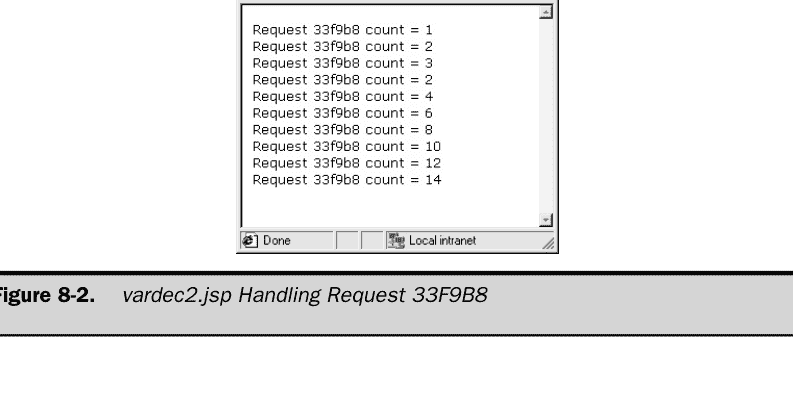 Request 33f9b8 count = 1
Request 33f9b8 count = 2
Request 33f9b8 count = 3
Request 33f9b8 count = 2
Request 33f9b8 count = 4
Request 33f9b8 count = 6
Request 33f9b8 count = 8
Request 33f9b8 count = 10
Request 33f9b8 count = 12
Request 33f9b8 count = 14
Done Local intranet
igure 8-2. vardec2.jsp Handling Request 33F9B8